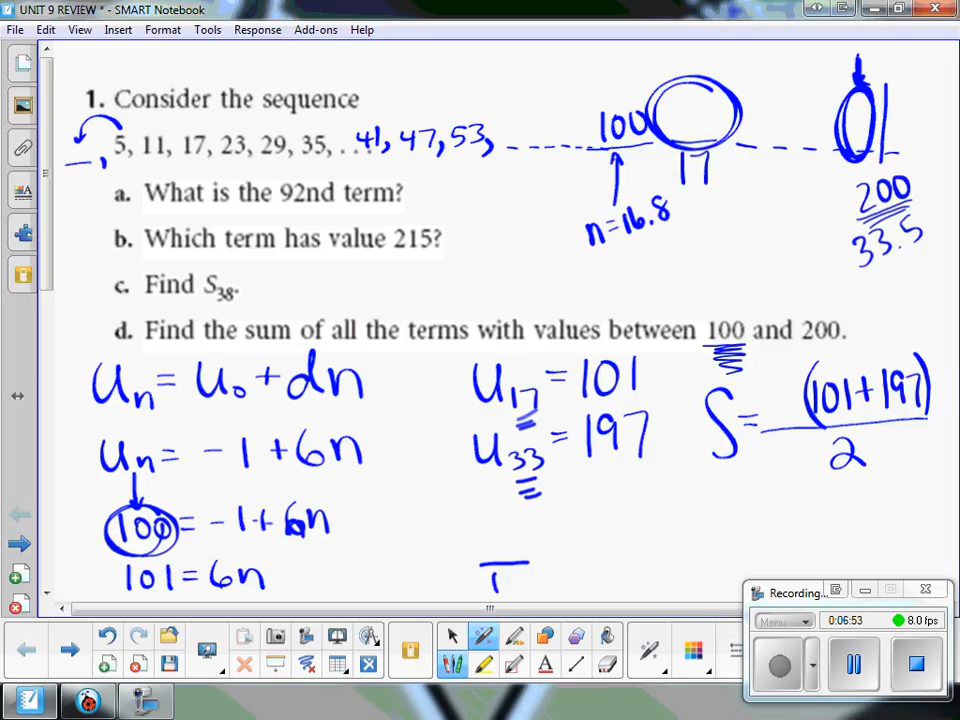 UNIT 9 REVIEW * - SMART Notebook
File Edit View Insert Format Tools Response Add-ons Help
1. Consider the sequence
5, 11, 17, 23, 29, 35, . . . 41, 47, 53,
100
17
n=16.8
200
33.5
a. What is the 92nd term?
b. Which term has value 215?
c. Find S38.
d. Find the sum of all the terms with values between 100 and 200.
un = u0 + dn
un = -1 + 6n
100 = -1 + 6n
101 = 6n
u17 = 101
u33 = 197
S = (101+197)
2
Recording...
Menu
0:06:53
8.0 fps